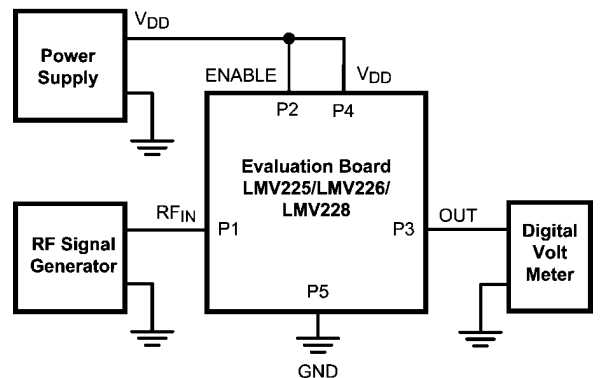 VDD
Power
Supply
ENABLE
VDD
P2
P4
Evaluation Board
LMV225/LMV226/
LMV228
RFIN
P1
P3
OUT
RF Signal
Generator
Digital
Volt
Meter
P5
GND